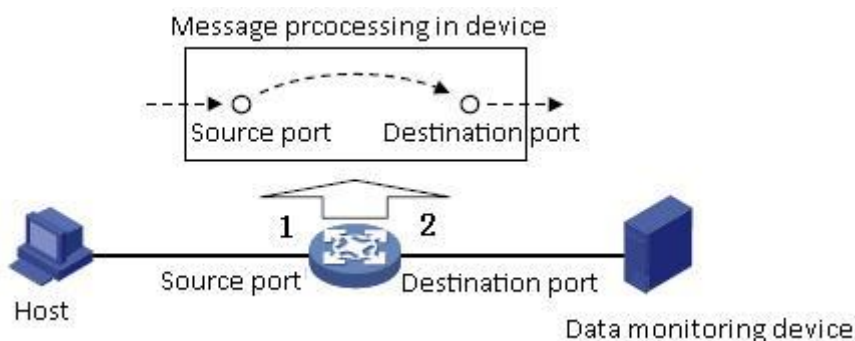 Message prcocessing in device
Source port
Destination port
1
2
Source port
Destination port
Host
Data monitoring device